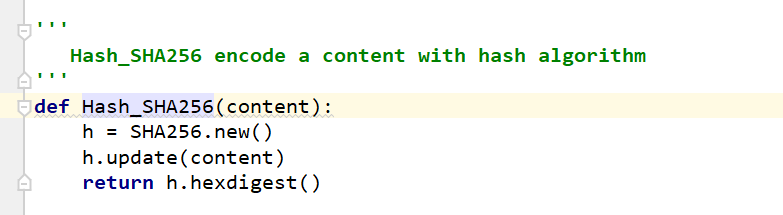 '''
Hash_SHA256 encode a content with hash algorithm
'''
def Hash_SHA256(content):
h = SHA256.new()
h.update(content)
return h.hexdigest()